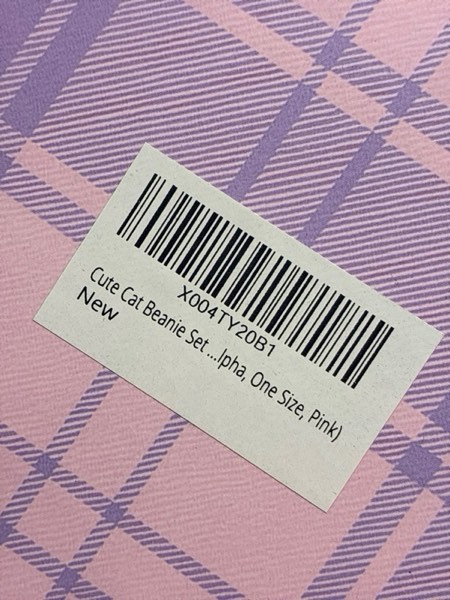 X004TY20B1
Cute Cat Beanie Set ...lpha, One Size, Pink)
New